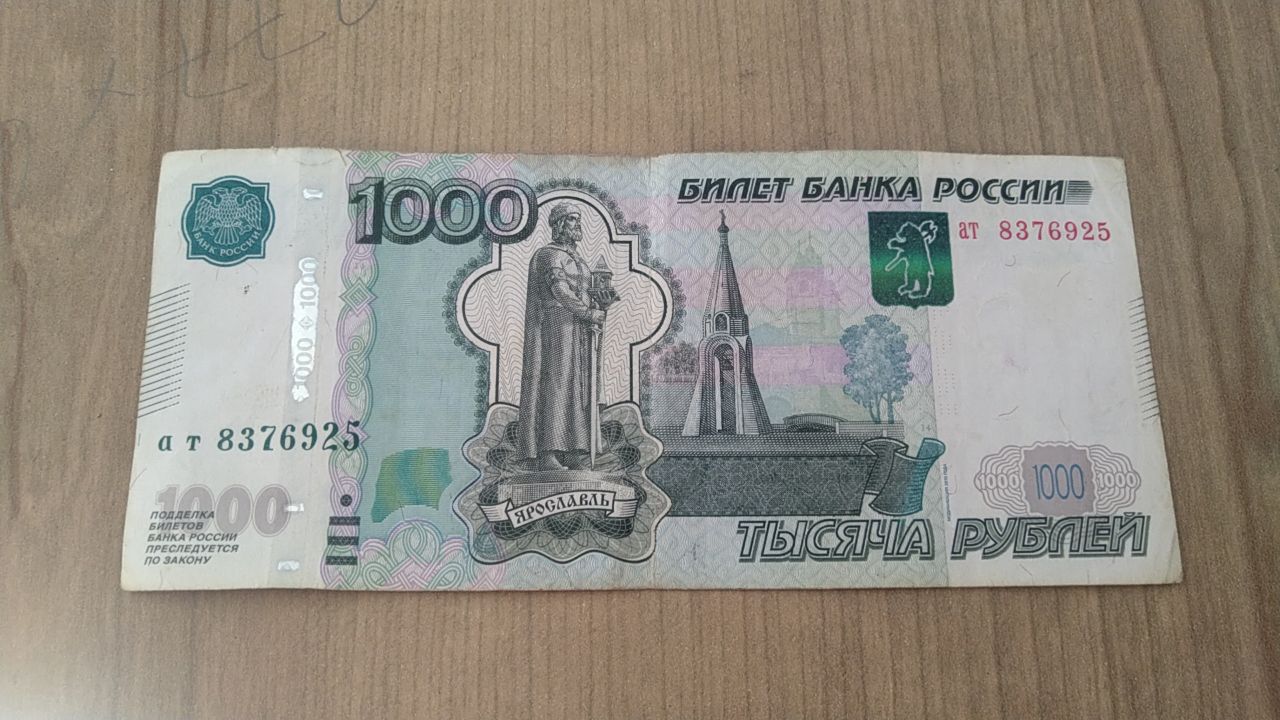 1000
БИЛЕТ БАНКА РОССИИ
БАНК РОССИИ
ат 8376925
1000 1000
ат 8376925
ЯРОСЛАВЛЬ
1000 1000 1000
1000
ПОДДЕЛКА
БИЛЕТОВ
БАНКА РОССИИ
ПРЕСЛЕДУЕТСЯ
ПО ЗАКОНУ
ТЫСЯЧА РУБЛЕЙ